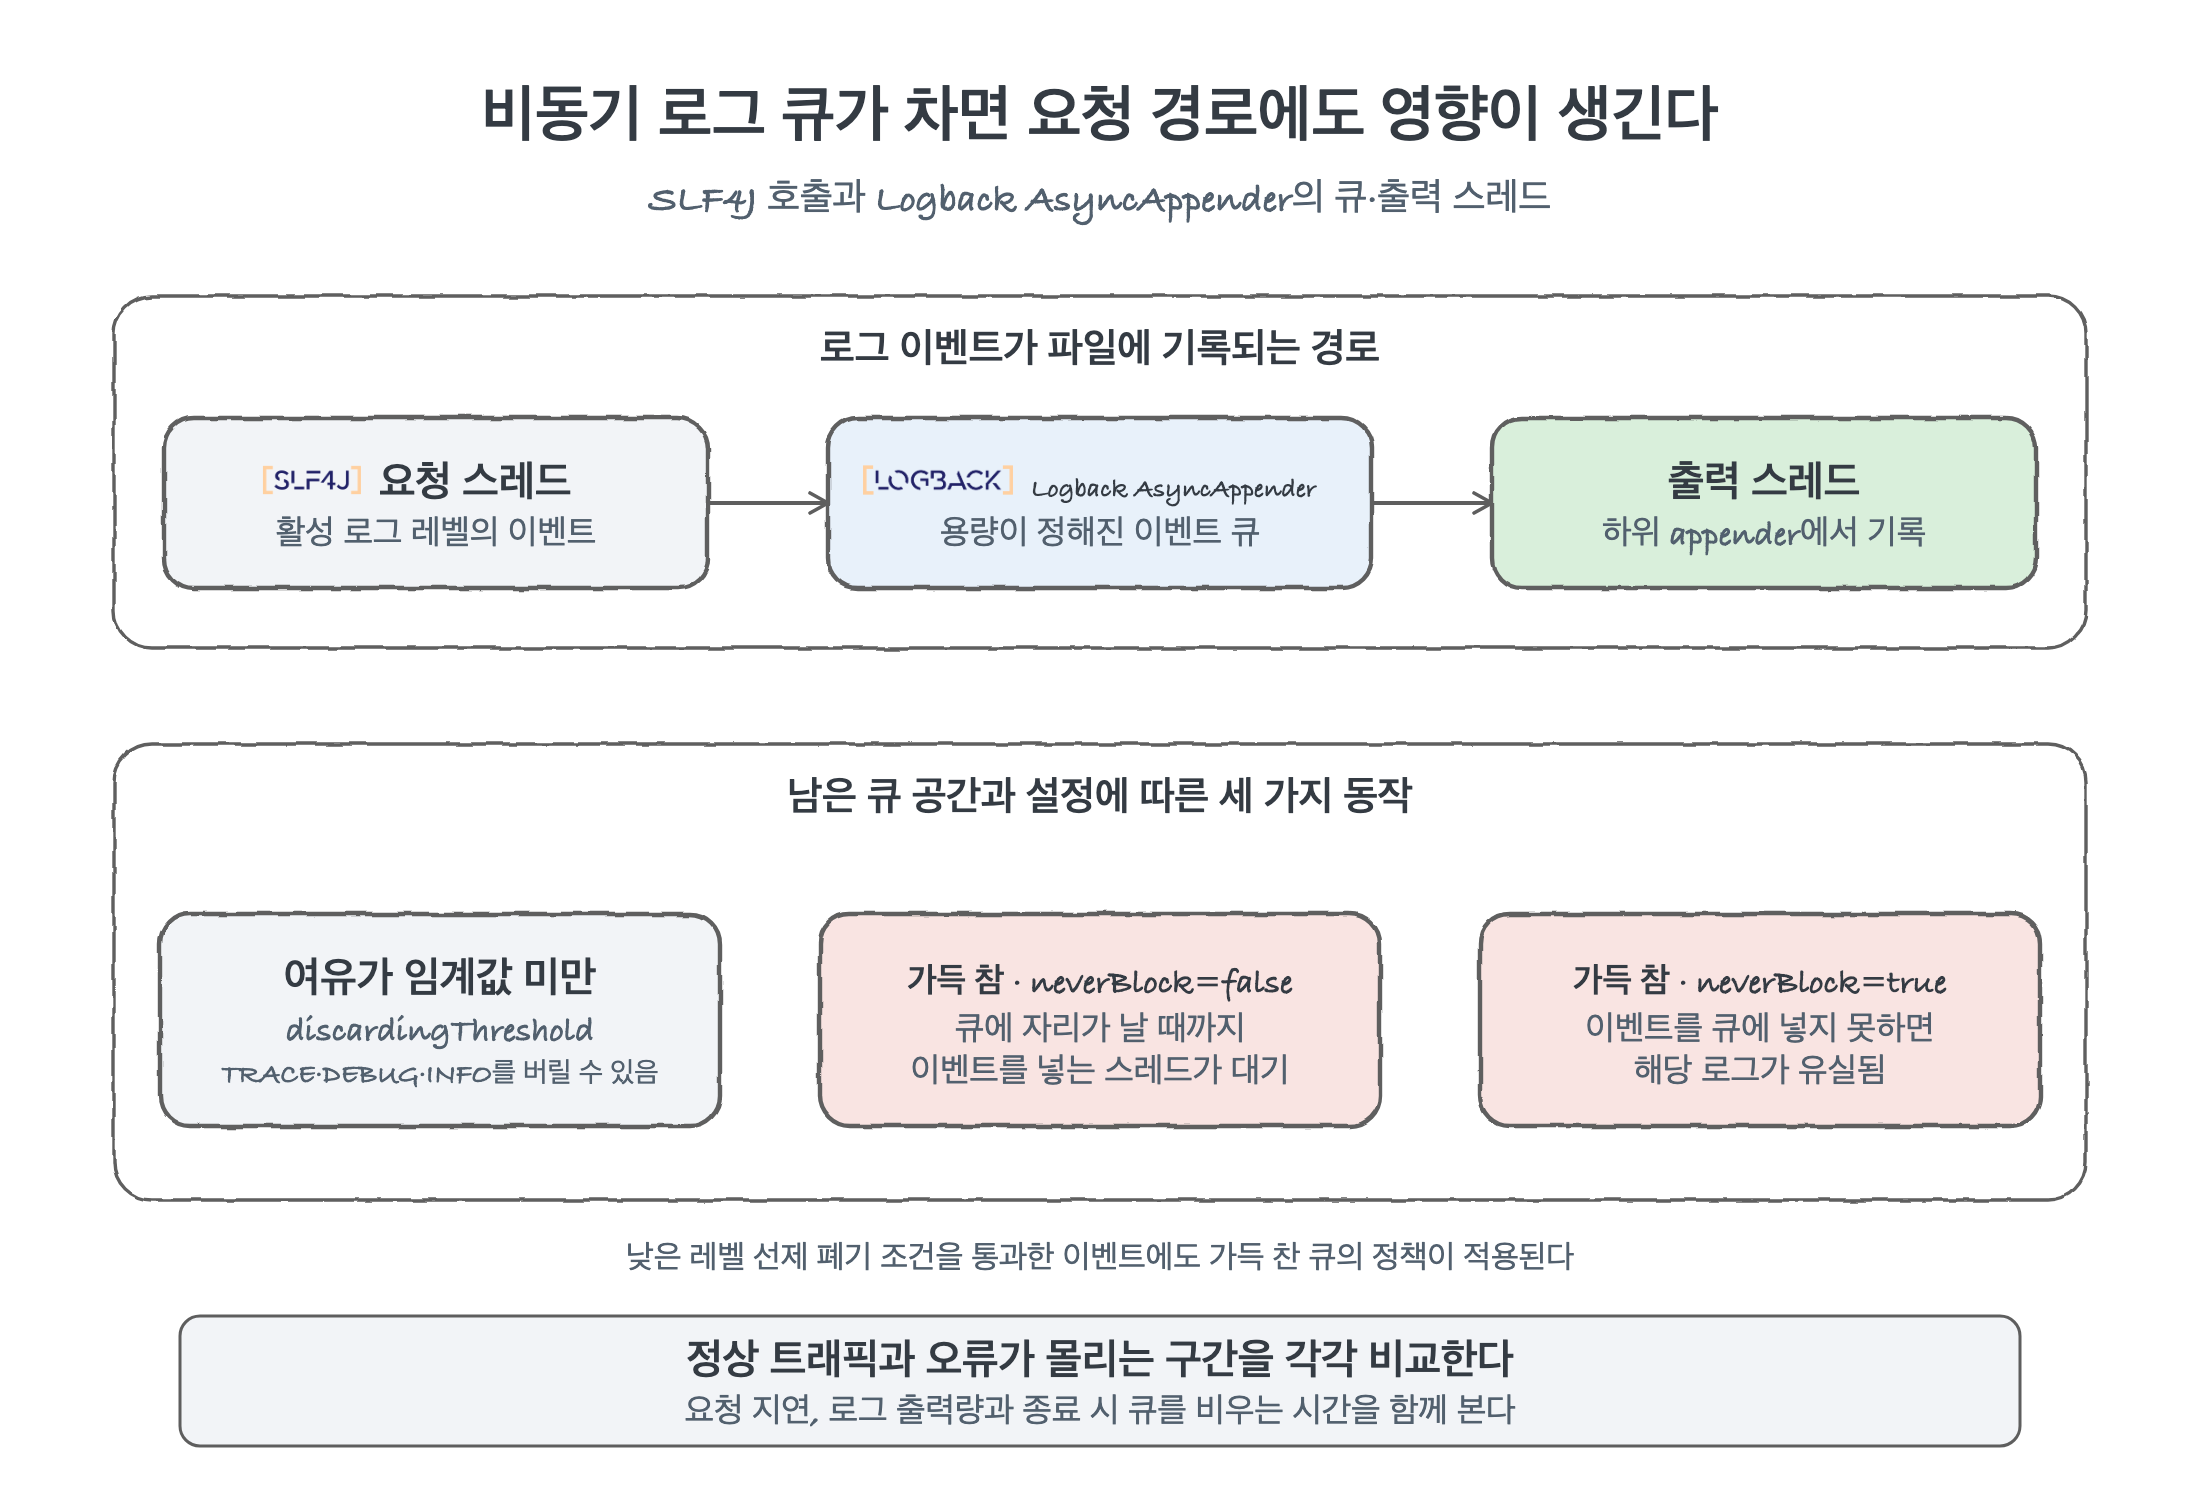 비동기 로그 큐가 차면 요청 경로에도 영향이 생긴다
SLF4J 호출과 Logback AsyncAppender의 큐·출력 스레드
로그 이벤트가 파일에 기록되는 경로
[SLF4J] 요청 스레드
활성 로그 레벨의 이벤트
[LOGBACK] Logback AsyncAppender
용량이 정해진 이벤트 큐
출력 스레드
하위 appender에서 기록
남은 큐 공간과 설정에 따른 세 가지 동작
여유가 임계값 미만
discardingThreshold
TRACE·DEBUG·INFO를 버릴 수 있음
가득 참 · neverBlock=false
큐에 자리가 날 때까지
이벤트를 넣는 스레드가 대기
가득 참 · neverBlock=true
이벤트를 큐에 넣지 못하면
해당 로그가 유실됨
낮은 레벨 선제 폐기 조건을 통과한 이벤트에도 가득 찬 큐의 정책이 적용된다
정상 트래픽과 오류가 몰리는 구간을 각각 비교한다
요청 지연, 로그 출력량과 종료 시 큐를 비우는 시간을 함께 본다